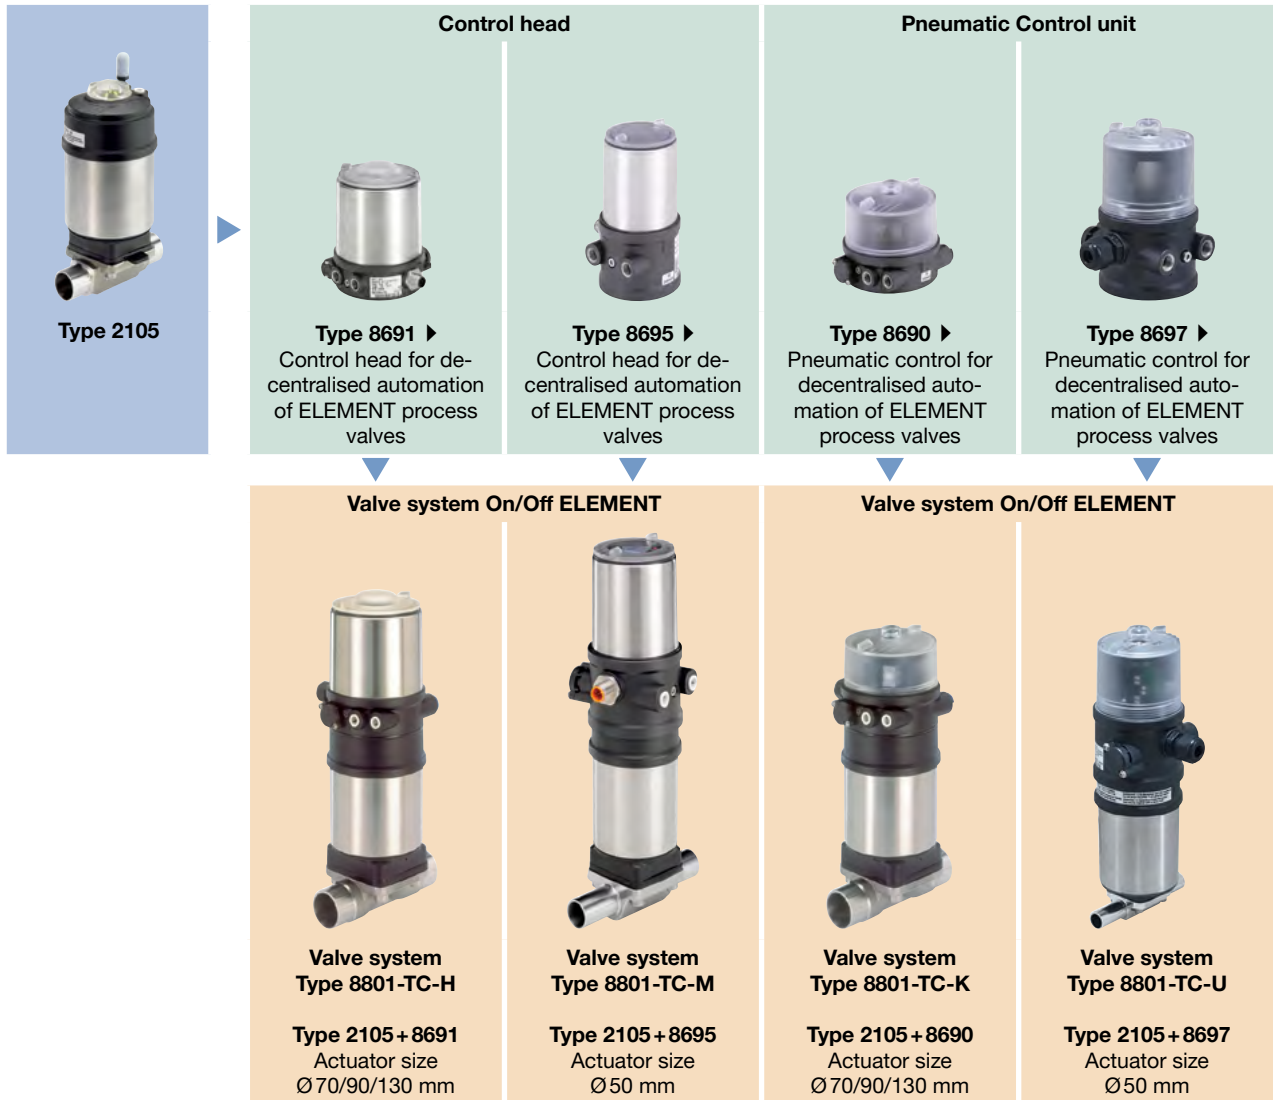 Control head
Pneumatic Control unit
Type 2105
Type 8691
Control head for de-
centralised automation
of ELEMENT process
valves
Type 8695
Control head for de-
centralised automation
of ELEMENT process
valves
Type 8690
Pneumatic control for
decentralised auto-
mation of ELEMENT
process valves
Type 8697
Pneumatic control for
decentralised auto-
mation of ELEMENT
process valves
Valve system On/Off ELEMENT
Valve system On/Off ELEMENT
Valve system
Type 8801-TC-H
Type 2105+8691
Actuator size
Ø70/90/130 mm
Valve system
Type 8801-TC-M
Type 2105+8695
Actuator size
Ø50 mm
Valve system
Type 8801-TC-K
Type 2105+8690
Actuator size
Ø70/90/130 mm
Valve system
Type 8801-TC-U
Type 2105+8697
Actuator size
Ø50 mm